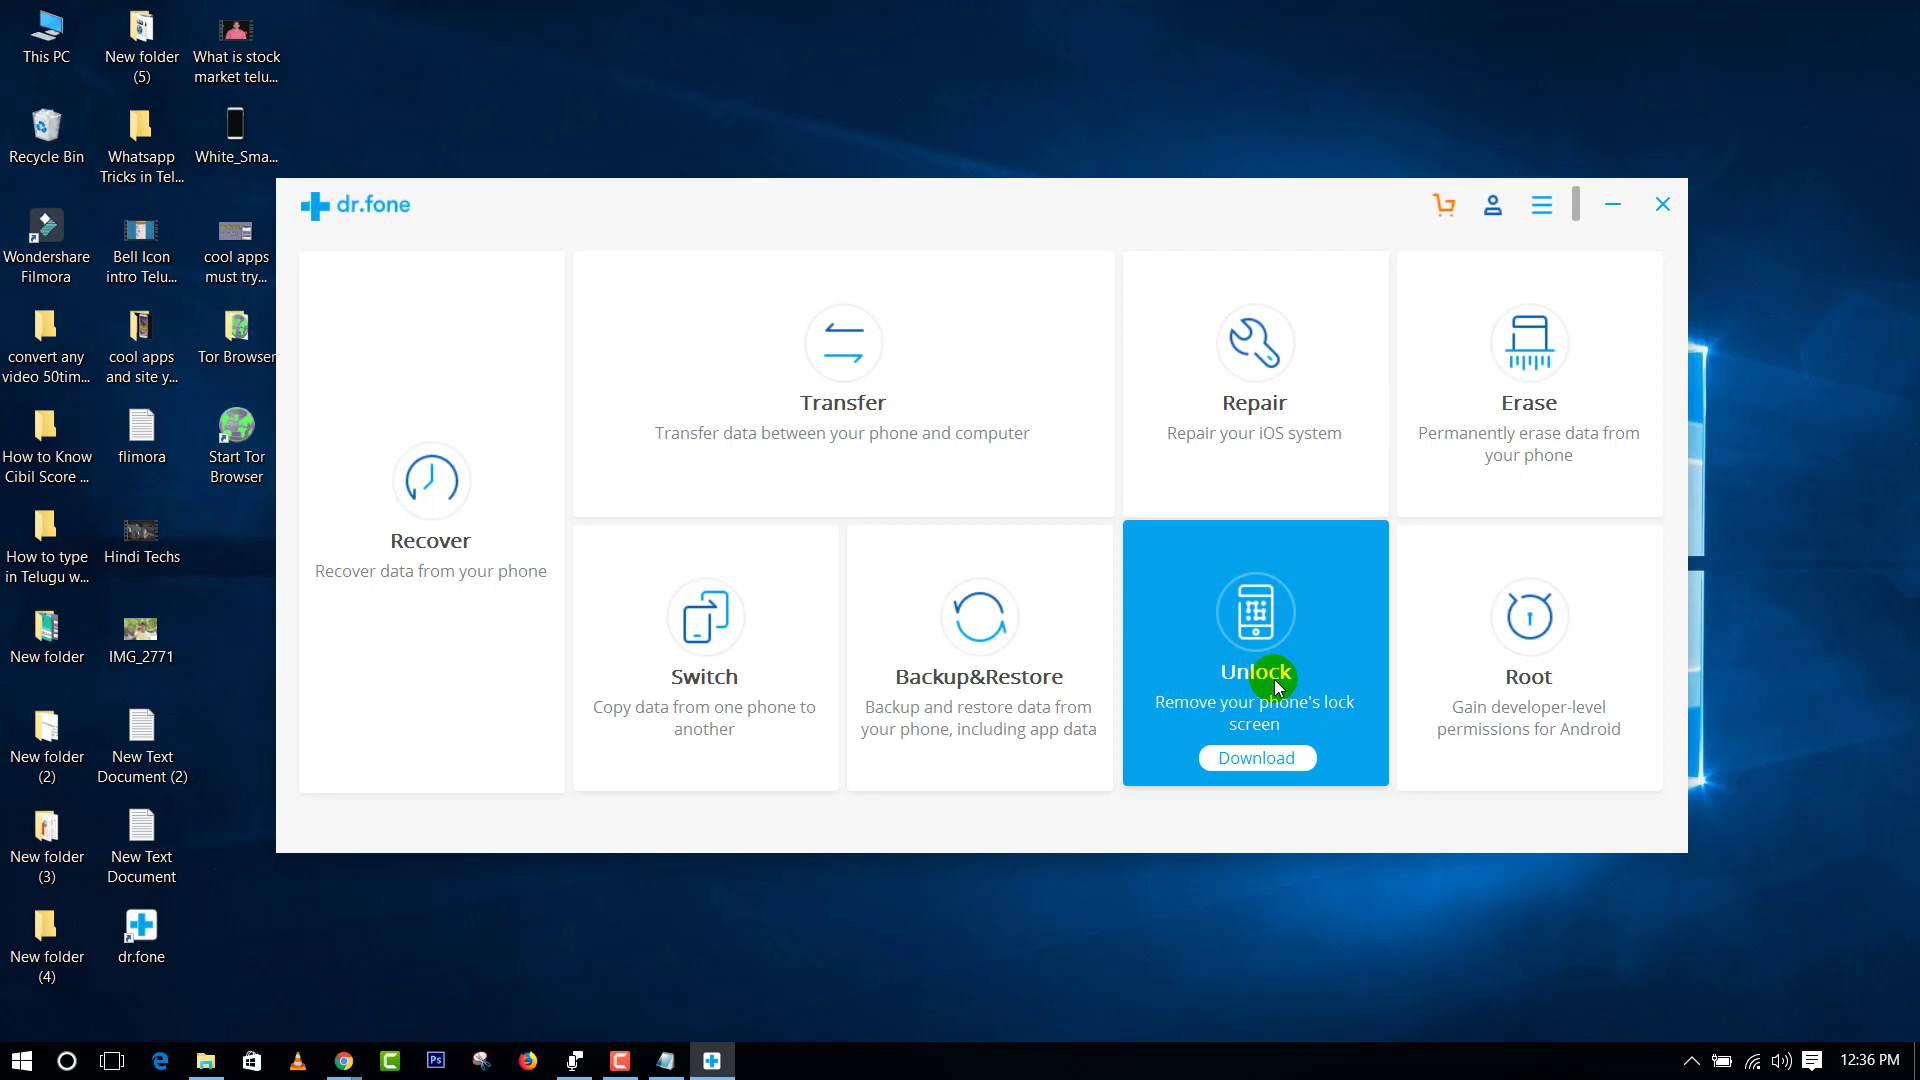 This PC
New folder
(5)
What is stock
market telu...
Recycle Bin
Whatsapp
Tricks in Tel...
White_Sma...
Wondershare
Filmora
Bell Icon
intro Telu...
cool apps
must try...
convert any
video 50tim...
cool apps
and site y...
Tor Browser
How to Know
Cibil Score ...
flimora
Start Tor
Browser
How to type
in Telugu w...
Hindi Techs
New folder
IMG_2771
New folder
(2)
New Text
Document (2)
New folder
(3)
New Text
Document
New folder
(4)
dr.fone
dr.fone
Recover
Recover data from your phone
Transfer
Transfer data between your phone and computer
Repair
Repair your iOS system
Erase
Permanently erase data from
your phone
Switch
Copy data from one phone to
another
Backup&Restore
Backup and restore data from
your phone, including app data
Unlock
Remove your phone's lock
screen
Download
Root
Gain developer-level
permissions for Android
Ps
12:36 PM